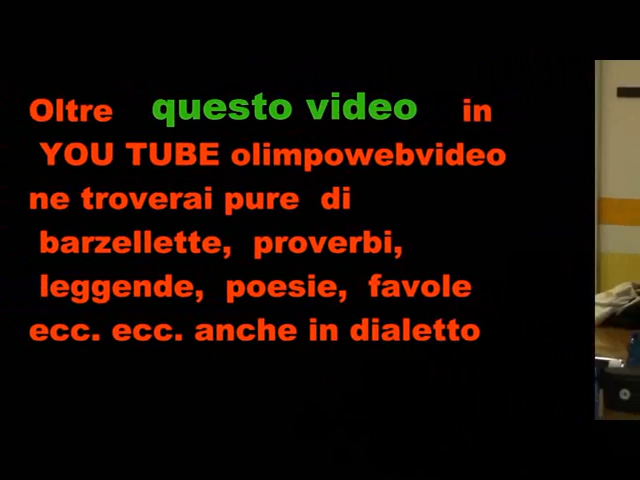 Oltre questo video in
YOU TUBE olimpowebvideo
ne troverai pure di
barzellette, proverbi,
leggende, poesie, favole
ecc. ecc. anche in dialetto